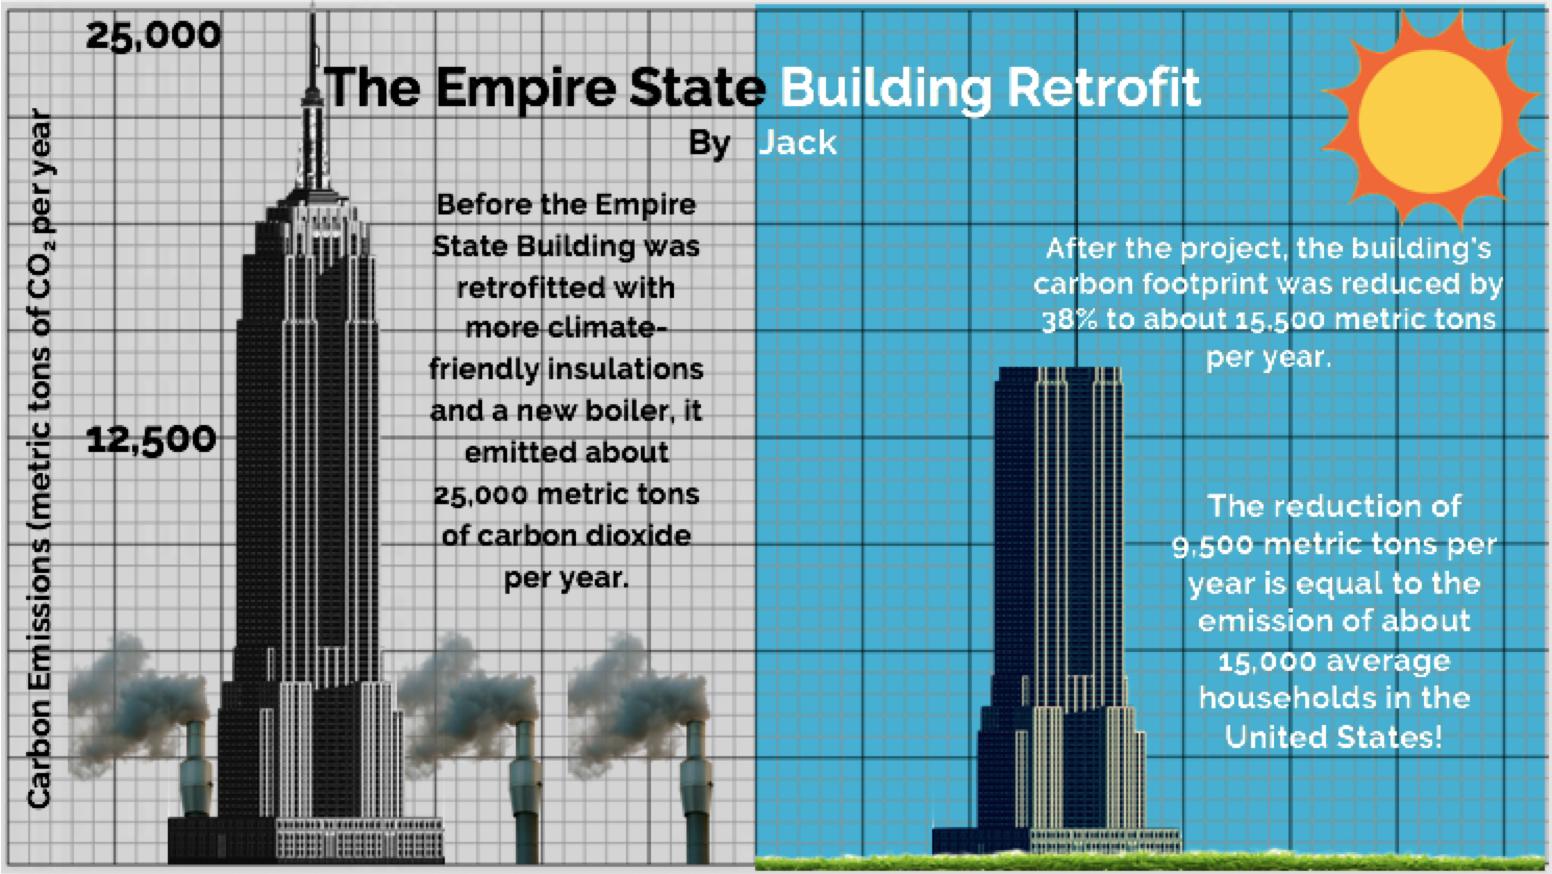 25,000
The Empire State Building Retrofit
By Jack
Carbon Emissions (metric tons of CO₂ per year
12,500
Before the Empire
State Building was
retrofitted with
more climate-
friendly insulations
and a new boiler, it
emitted about
25,000 metric tons
of carbon dioxide
per year.
After the project, the building's
carbon footprint was reduced by
38% to about 15,500 metric tons
per year.
The reduction of
9,500 metric tons per
year is equal to the
emission of about
15,000 average
households in the
United States!